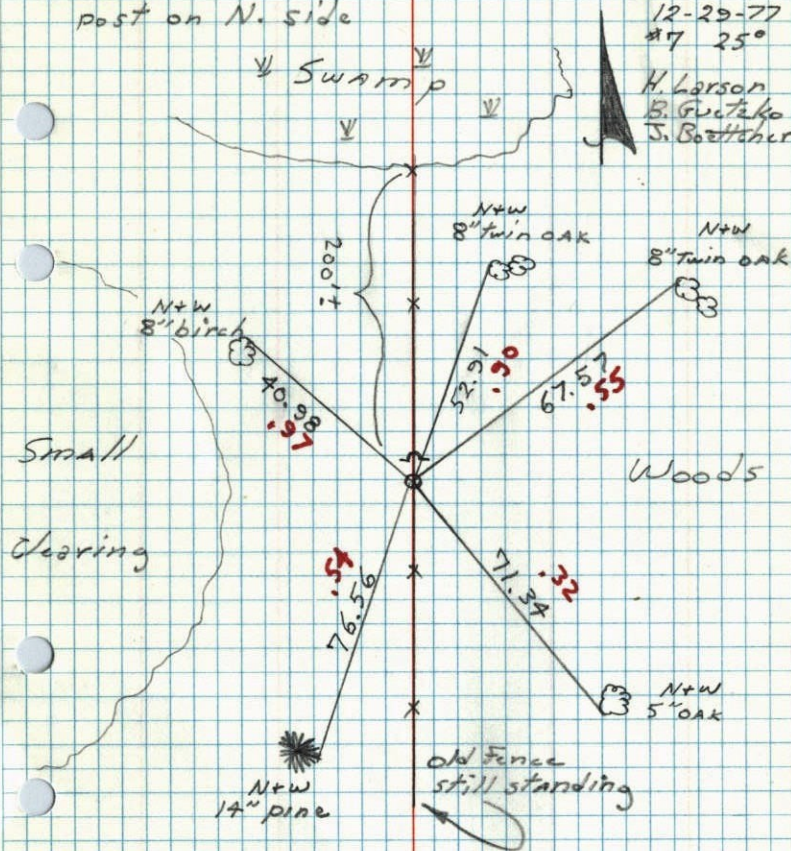 post on N. side
12-29-77
#7 25°
H. Larson
B. Guetzko
J. Boettcher
Swamp
N+W
8" twin OAK
N+W
8" Twin OAK
200'±
N+W
8" birch
40.98
.97
52.91
.90
67.57
.55
Small
Clearing
Woods
.54
76.56
71.34
.32
N+W
5" OAK
N+W
14" pine
old Fence
still standing